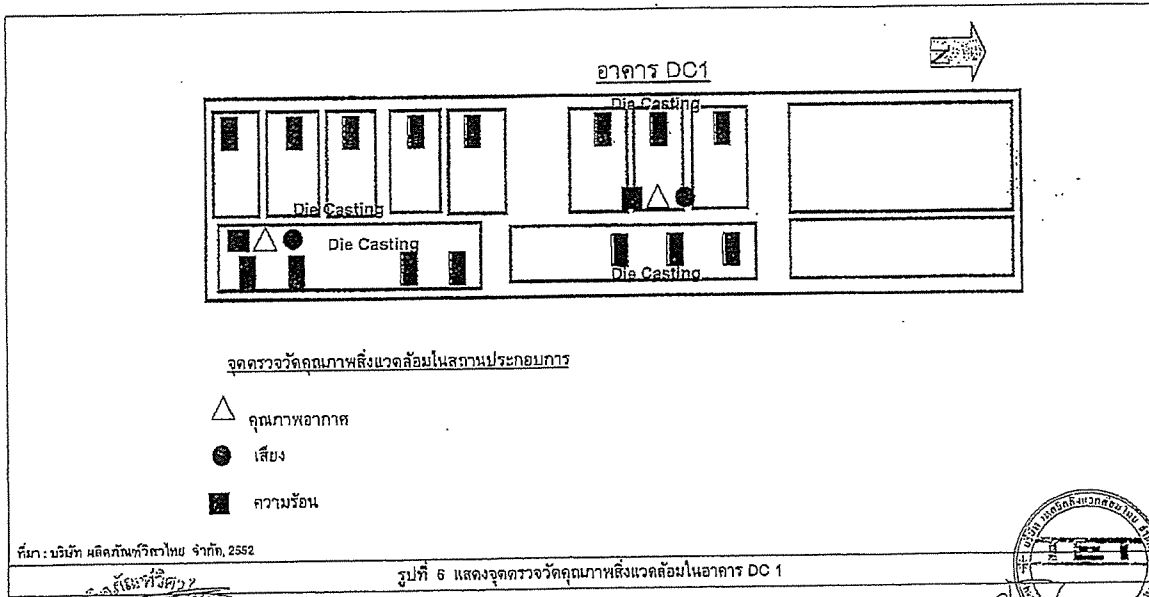 N
อาคาร DC1
Die Casting
Die Casting
Die Casting
Die Casting
จุดตรวจวัดคุณภาพสิ่งแวดล้อมในสถานประกอบการ
คุณภาพอากาศ
เสียง
ความร้อน
ที่มา : บริษัท ผลิตภัณฑ์วิศวไทย จำกัด, 2552
รูปที่ 6 แสดงจุดตรวจวัดคุณภาพสิ่งแวดล้อมในอาคาร DC 1